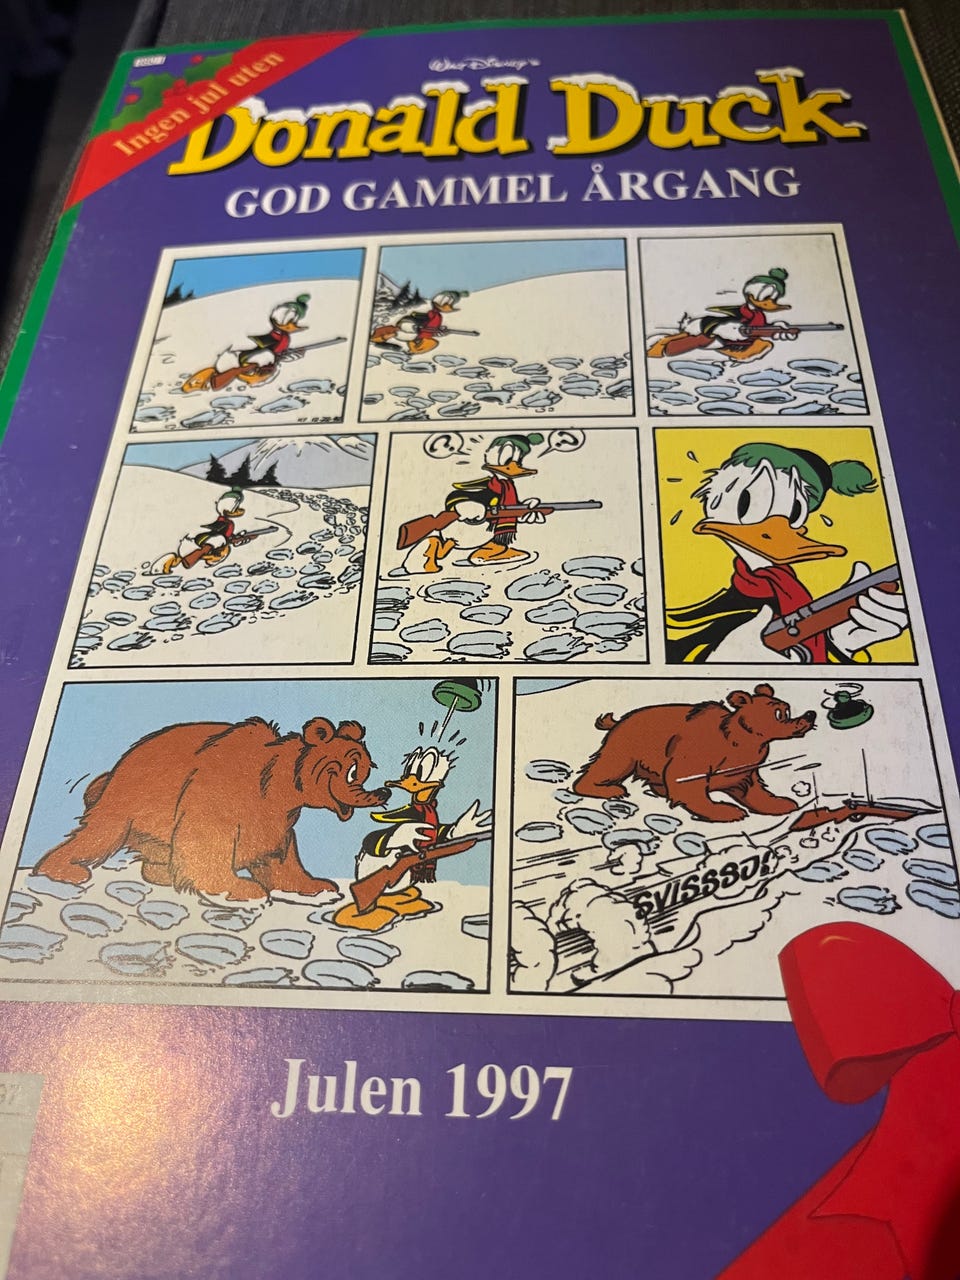 Ingen jul uten
Walt Disney's
Donald Duck
GOD GAMMEL ÅRGANG
?
?
SVISSSJ!
Julen 1997